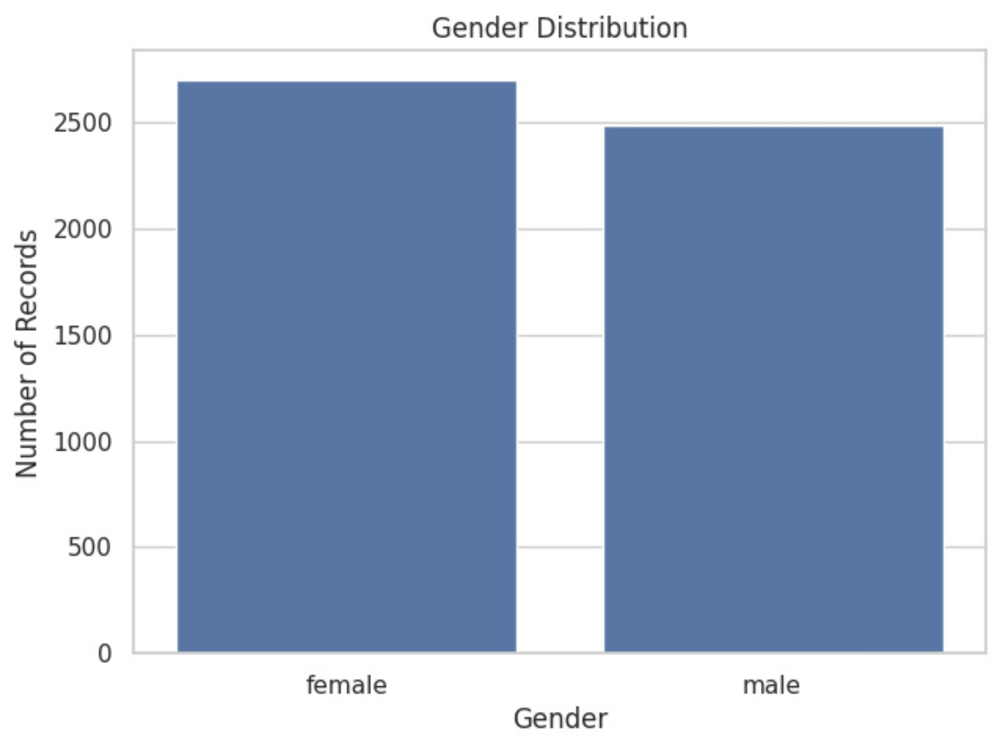 Gender Distribution
Number of Records
2500
2000
1500
1000
500
0
female
male
Gender